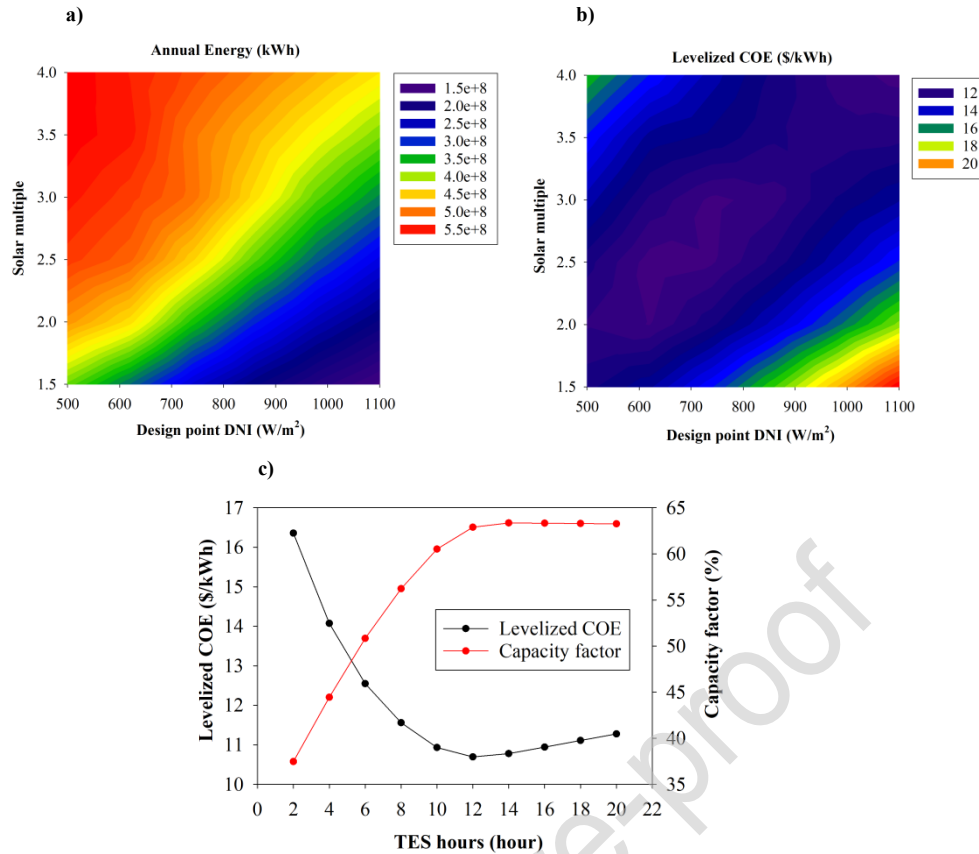 a)
Annual Energy (kWh)
4.0
3.5
3.0
2.5
2.0
1.5
Solar multiple
500 600 700 800 900 1000 1100
Design point DNI (W/m²)
1.5e+8
2.0e+8
2.5e+8
3.0e+8
3.5e+8
4.0e+8
4.5e+8
5.0e+8
5.5e+8
b)
Levelized COE ($/kWh)
4.0
3.5
3.0
2.5
2.0
1.5
Solar multiple
500 600 700 800 900 1000 1100
Design point DNI (W/m²)
12
14
16
18
20
c)
17
16
15
14
13
12
11
10
Levelized COE ($/kWh)
Levelized COE
Capacity factor
65
60
55
50
45
40
35
Capacity factor (%)
0 2 4 6 8 10 12 14 16 18 20 22
TES hours (hour)
e-proof